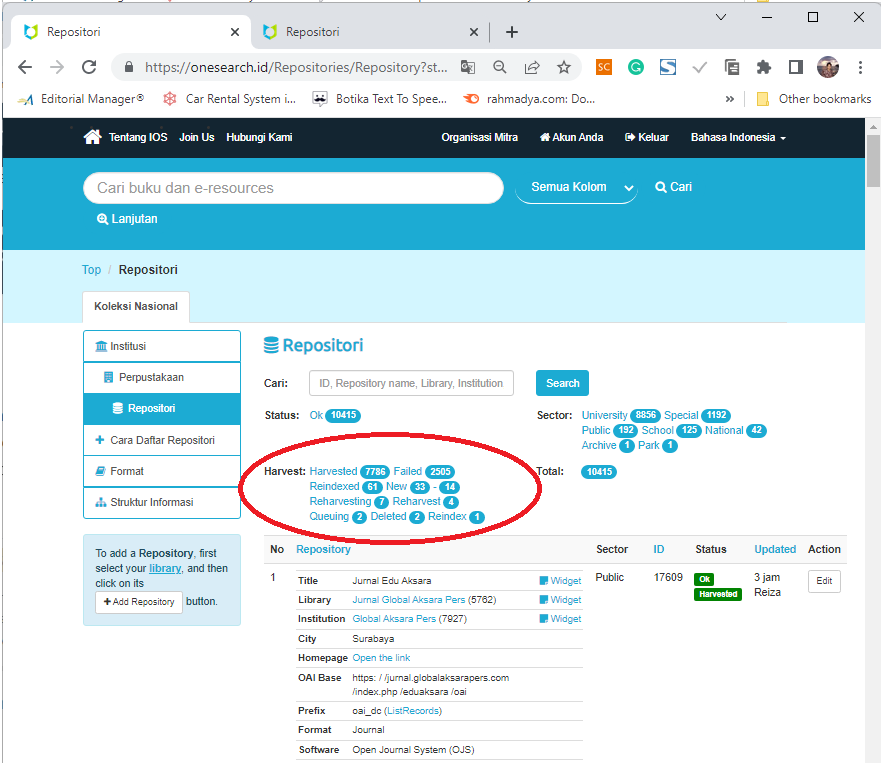 Repositori
Repositori
https://onesearch.id/Repositories/Repository?st...
SC
G
Editorial Manager®
Car Rental System i...
Botika Text To Spee...
rahmadya.com: Do...
»
Other bookmarks
Tentang IOS Join Us Hubungi Kami Organisasi Mitra Akun Anda Keluar Bahasa Indonesia
Cari buku dan e-resources Semua Kolom Cari
Lanjutan
Top / Repositori
Koleksi Nasional
Institusi
Perpustakaan
Repositori
Cara Daftar Repositori
Format
Struktur Informasi
To add a Repository, first
select your library, and then
click on its
+Add Repository button.
Repositori
Cari: ID, Repository name, Library, Institution Search
Status: Ok 10415
Sector: University 8856 Special 1192
Public 192 School 125 National 42
Archive 1 Park 1
Harvest: Harvested 7786 Failed 2505
Reindexed 61 New 33 - 14
Reharvesting 7 Reharvest 4
Queuing 2 Deleted 2 Reindex 1
Total: 10415
No Repository Sector ID Status Updated Action
1
Title Jurnal Edu Aksara Widget
Library Jurnal Global Aksara Pers (5762) Widget
Institution Global Aksara Pers (7927) Widget
City Surabaya
Homepage Open the link
OAI Base https: / /jurnal.globalaksarapers.com
/index.php /eduaksara /oai
Prefix oai_dc (ListRecords)
Format Journal
Software Open Journal System (OJS)
Public 17609 Ok 3 jam Edit
Harvested Reiza